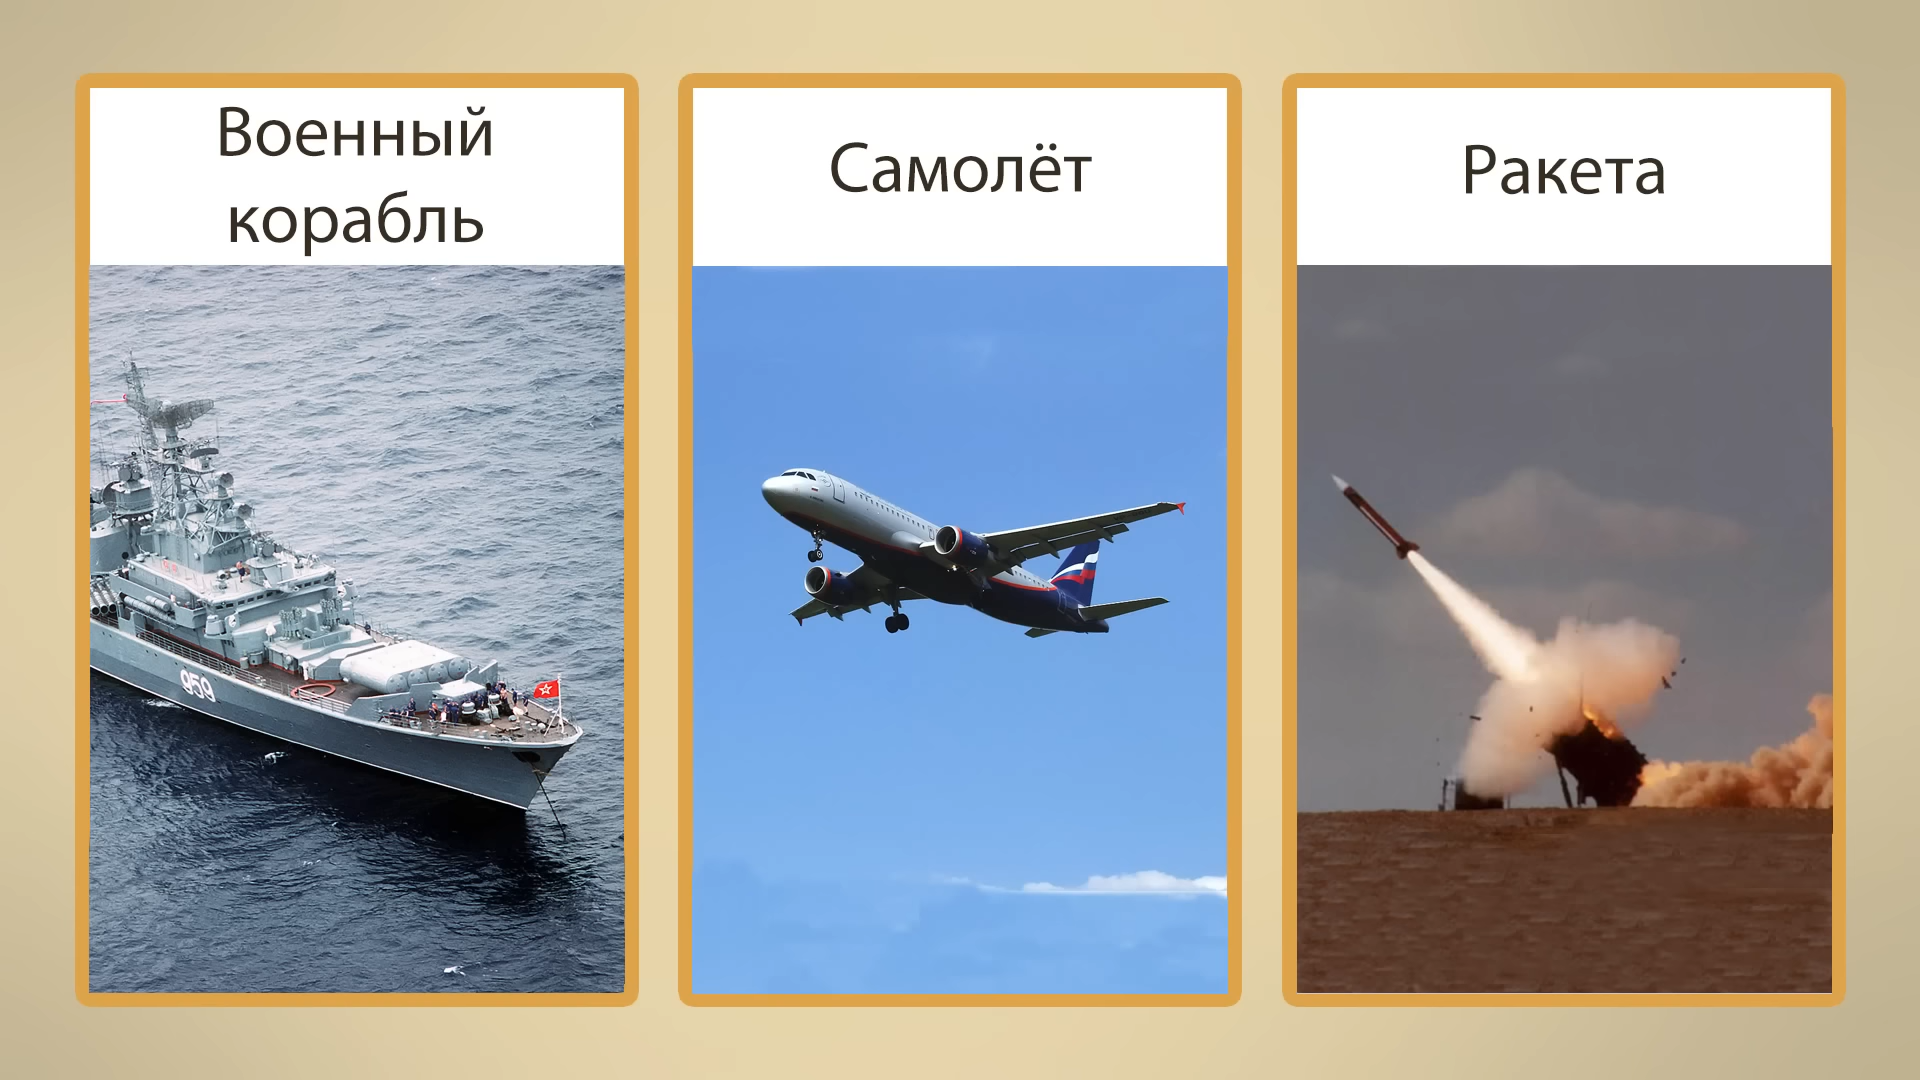 Военный
корабль
Самолёт
Ракета
959